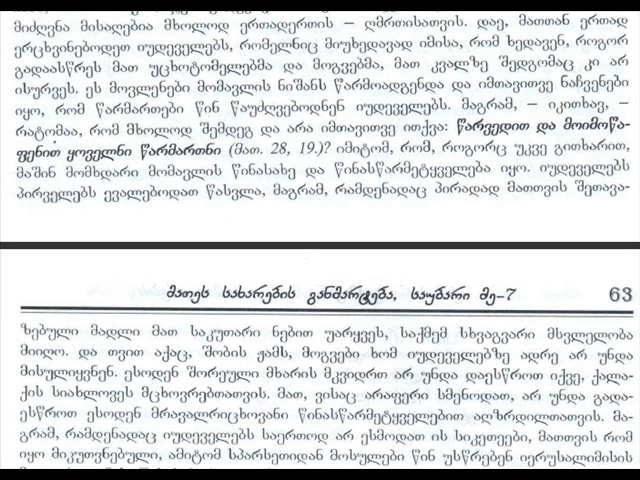 მიძღვნა მისაღებია მხოლოდ ერთადერთის – ღმრთისათვის. დაე, მათთან ერთად
ერცხვინებოდეთ იუდეველებს, რომელნიც მიუხედავად იმისა, რომ ხედავენ, როგორ
გადაასწრეს მათ უცხოტომელებმა და მოგვებმა, მათ კვალზე შედგომაც კი არ
ისურვეს. ეს მოვლენები მომავლის ნიშანს წარმოადგენდა და იმთავითვე ნაჩვენები
იყო, რომ წარმართები წინ წაუძღვებოდნენ იუდეველებს. მაგრამ, – იკითხავ, –
რატომაა, რომ მხოლოდ შემდეგ და არა იმთავითვე ითქვა: წარვედით და მოიმოწა-
ფენით ყოველნი წარმართნი (მათ. 28, 19.)? იმიტომ, რომ, როგორც უკვე გითხარით,
მაშინ მომხდარი მომავლის წინასახე და წინასწარმეტყველება იყო. იუდეველებს
პირველებს ევალებოდათ წასვლა, მაგრამ, რამდენადაც პირადად მათთვის შეთავა-
მათეს სახარების განმარტება, საუბარი მე-7 63
ზებული მადლი მათ საკუთარი ნებით უარყვეს, საქმემ სხვაგვარი მსვლელობა
მიიღო. და თვით აქაც, შობის ჟამს, მოგვები ხომ იუდეველებზე ადრე არ უნდა
მისულიყვნენ. ესოდენ შორეული მხარის მკვიდრთ არ უნდა დაესწროთ იქვე, ქალა-
ქის სიახლოვეს მცხოვრებთათვის. მათ, ვისაც არაფერი სმენოდათ, არ უნდა გადა-
ესწროთ ესოდენ მრავალრიცხოვანი წინასწარმეტყველებით აღზრდილთათვის. მა-
გრამ, რამდენადაც იუდეველებს საერთოდ არ ესმოდათ ის სიკეთეები, მათთვის რომ
იყო მიკუთვნებული, ამიტომ სპარსეთიდან მოსულები წინ უსწრებენ იერუსალიმისის